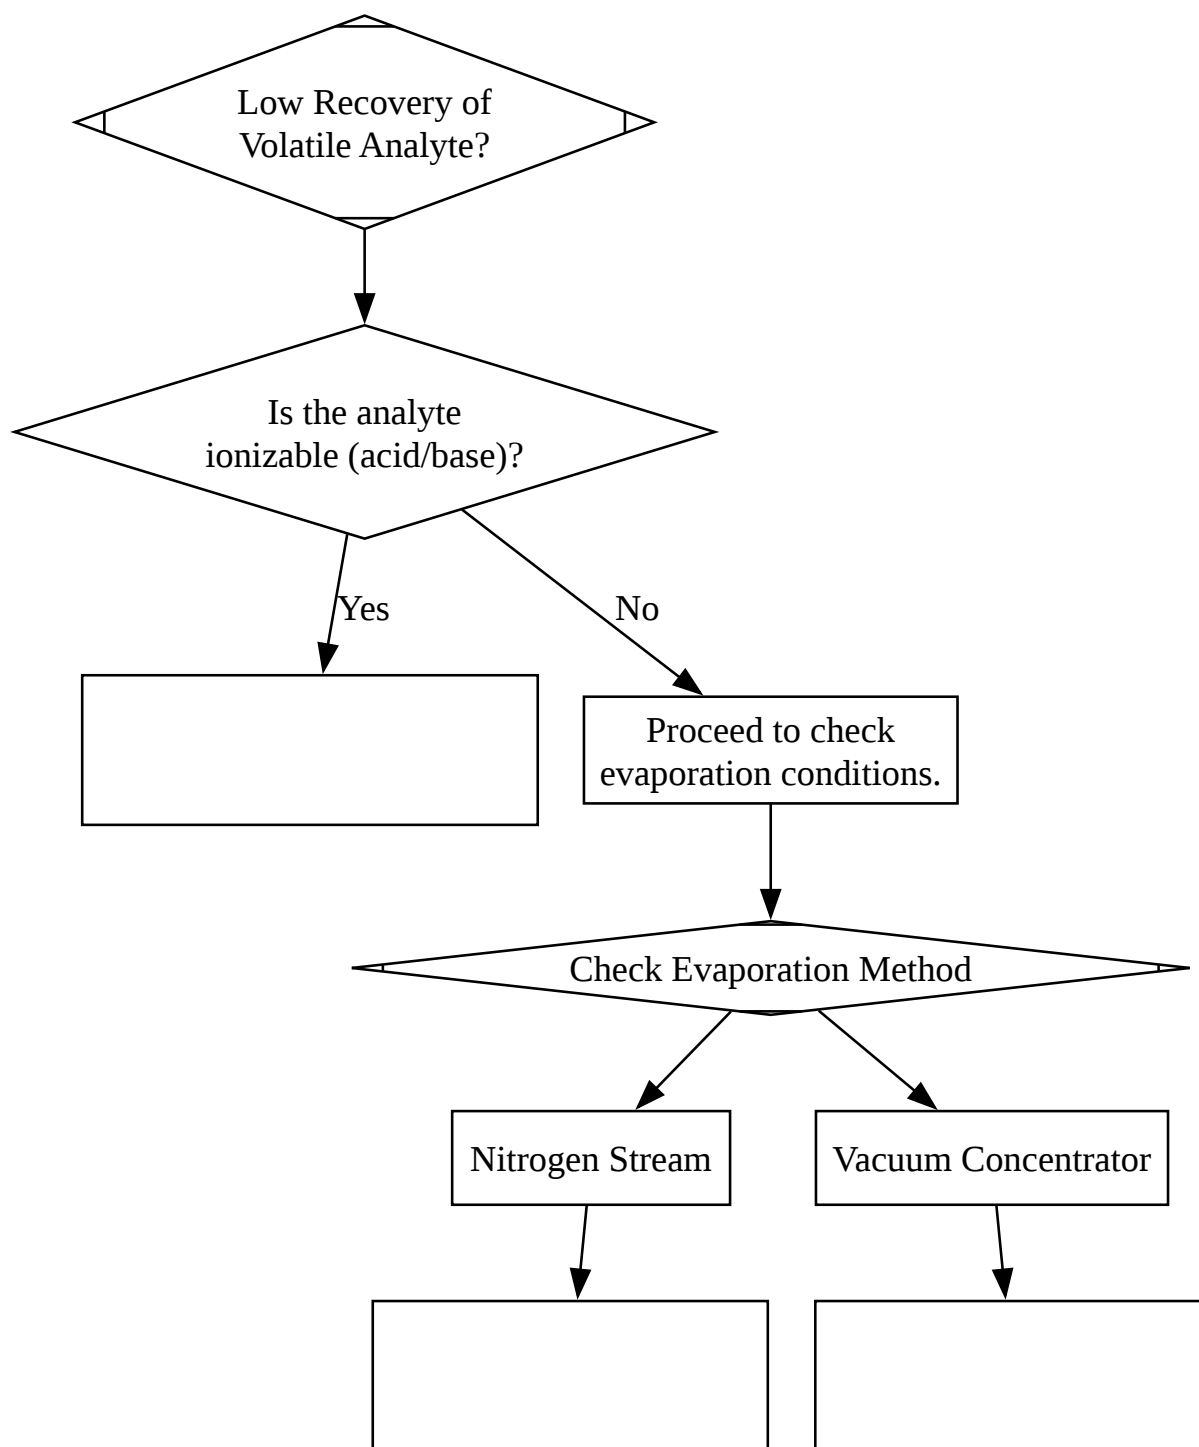 Low Recovery of
Volatile Analyte?
Is the analyte
ionizable (acid/base)?
Yes
No
Proceed to check
evaporation conditions.
Check Evaporation Method
Nitrogen Stream
Vacuum Concentrator